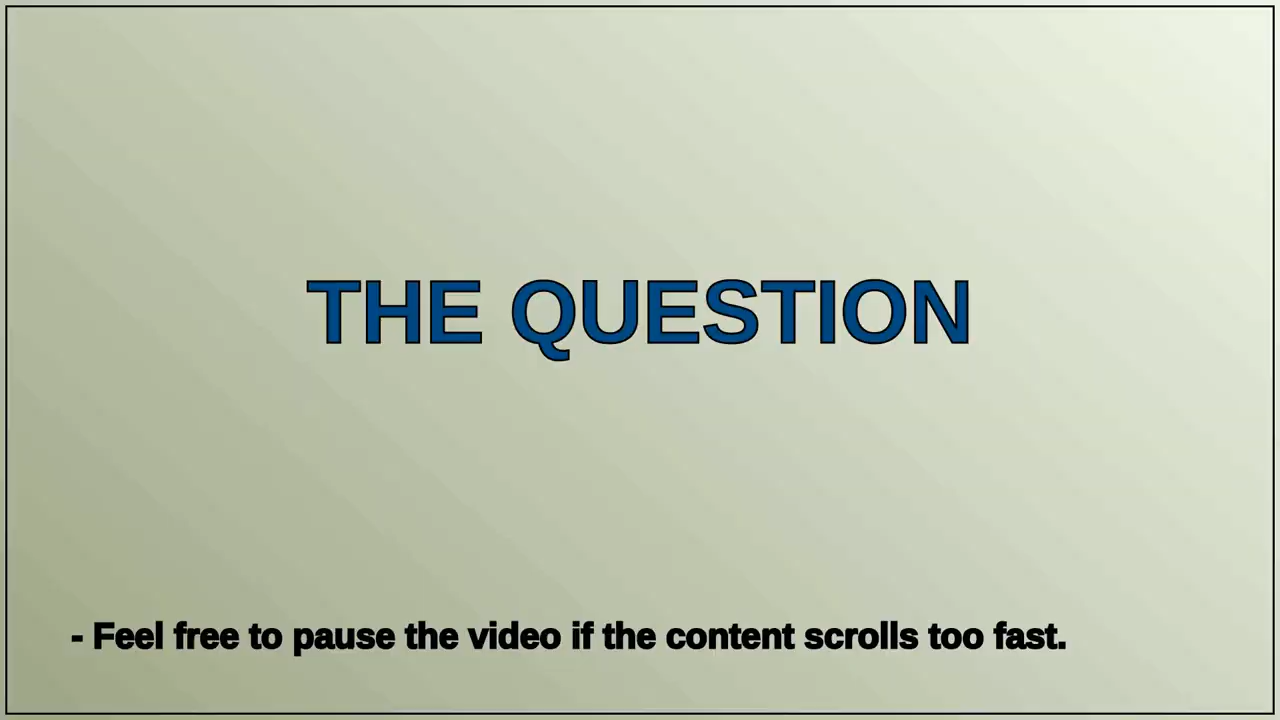 THE QUESTION
- Feel free to pause the video if the content scrolls too fast.